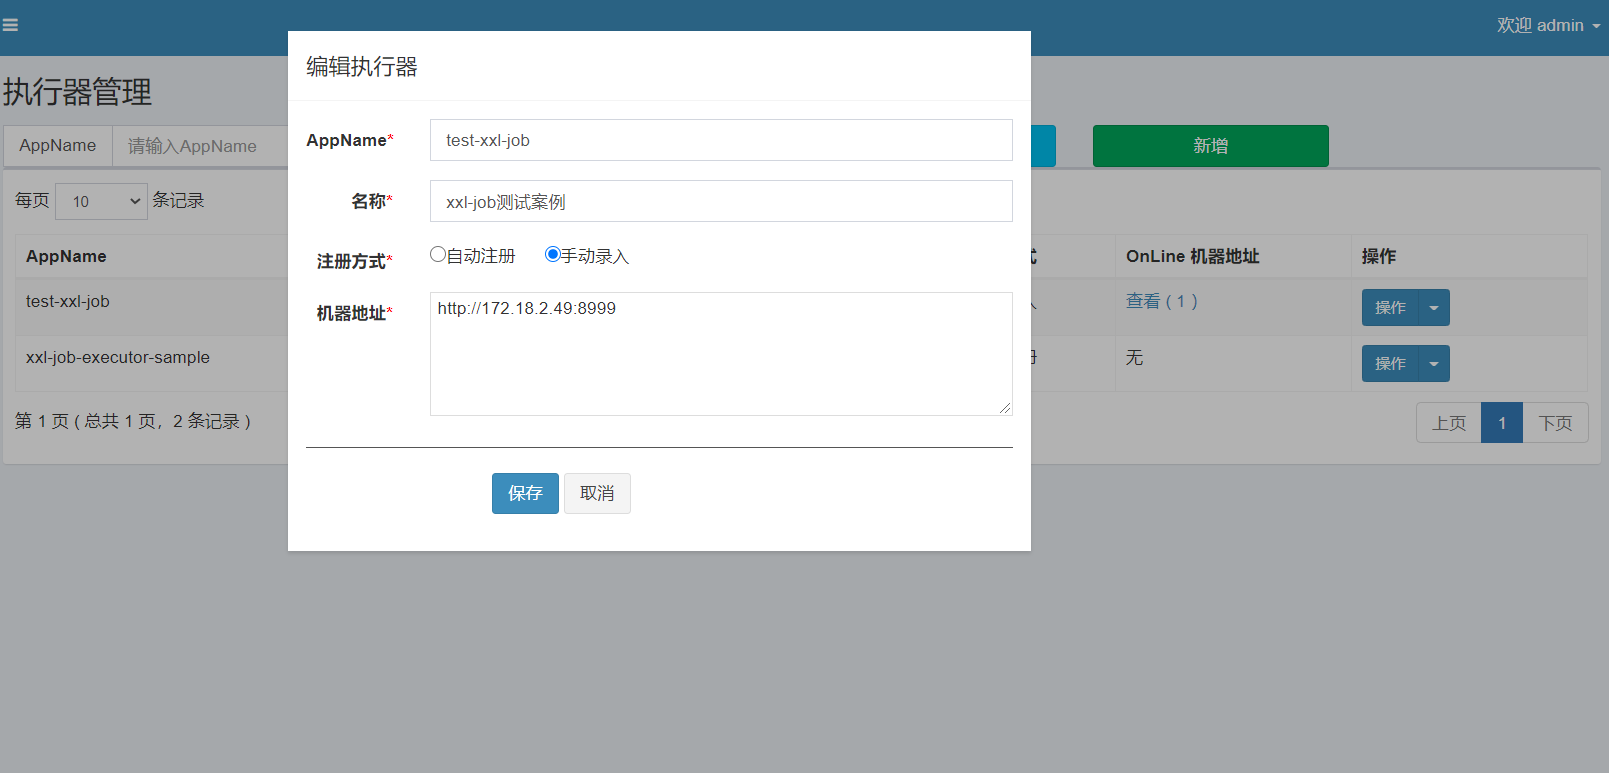 欢迎 admin
执行器管理
AppName 请输入AppName
新增
每页 10 条记录
AppName OnLine 机器地址 操作
test-xxl-job 查看 ( 1 ) 操作
xxl-job-executor-sample 无 操作
第 1 页 ( 总共 1 页，2 条记录 )
上页 1 下页
编辑执行器
AppName* test-xxl-job
名称* xxl-job测试案例
注册方式* 自动注册 手动录入
机器地址* http://172.18.2.49:8999
保存 取消